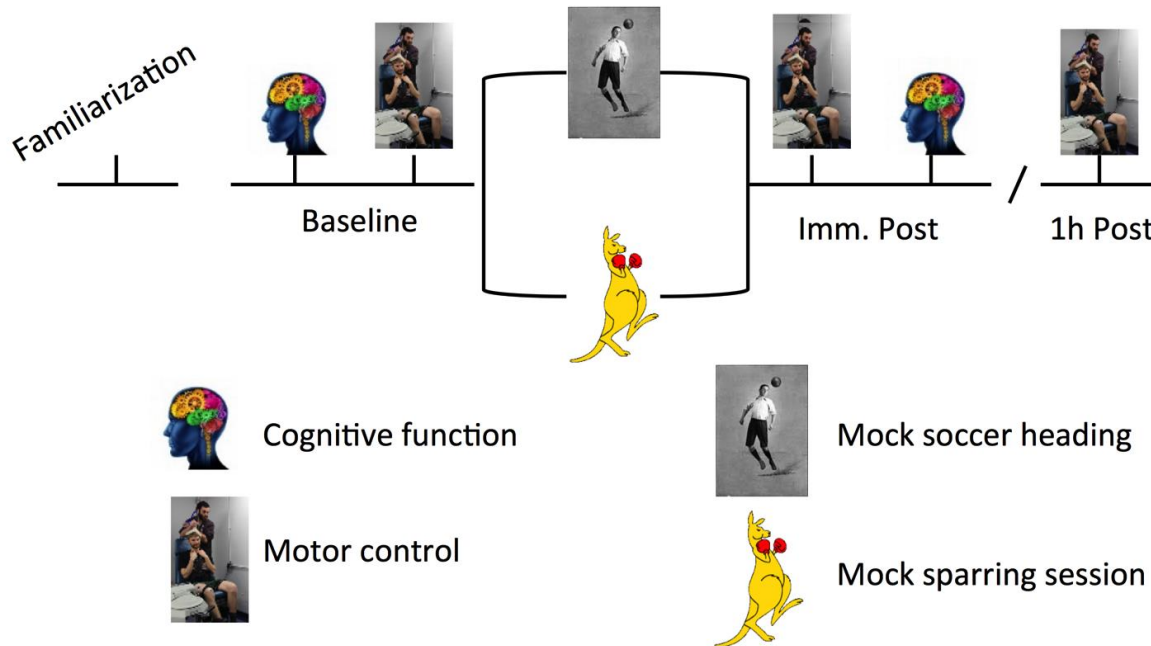 Familiarization
Baseline
Imm. Post
1h Post
Cognitive function
Mock soccer heading
Motor control
Mock sparring session